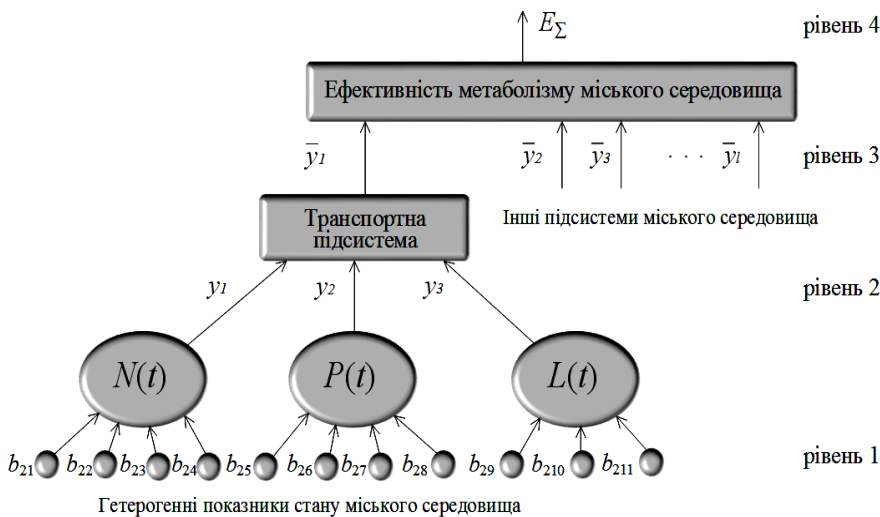 E_Σ рівень 4
Ефективність метаболізму міського середовища
ȳ₁ ȳ₂ ȳ₃ · · · ȳₗ рівень 3
Інші підсистеми міського середовища
Транспортна
підсистема
y₁ y₂ y₃ рівень 2
N(t) P(t) L(t)
b₂₁ b₂₂ b₂₃ b₂₄ b₂₅ b₂₆ b₂₇ b₂₈ b₂₉ b₂₁₀ b₂₁₁ рівень 1
Гетерогенні показники стану міського середовища